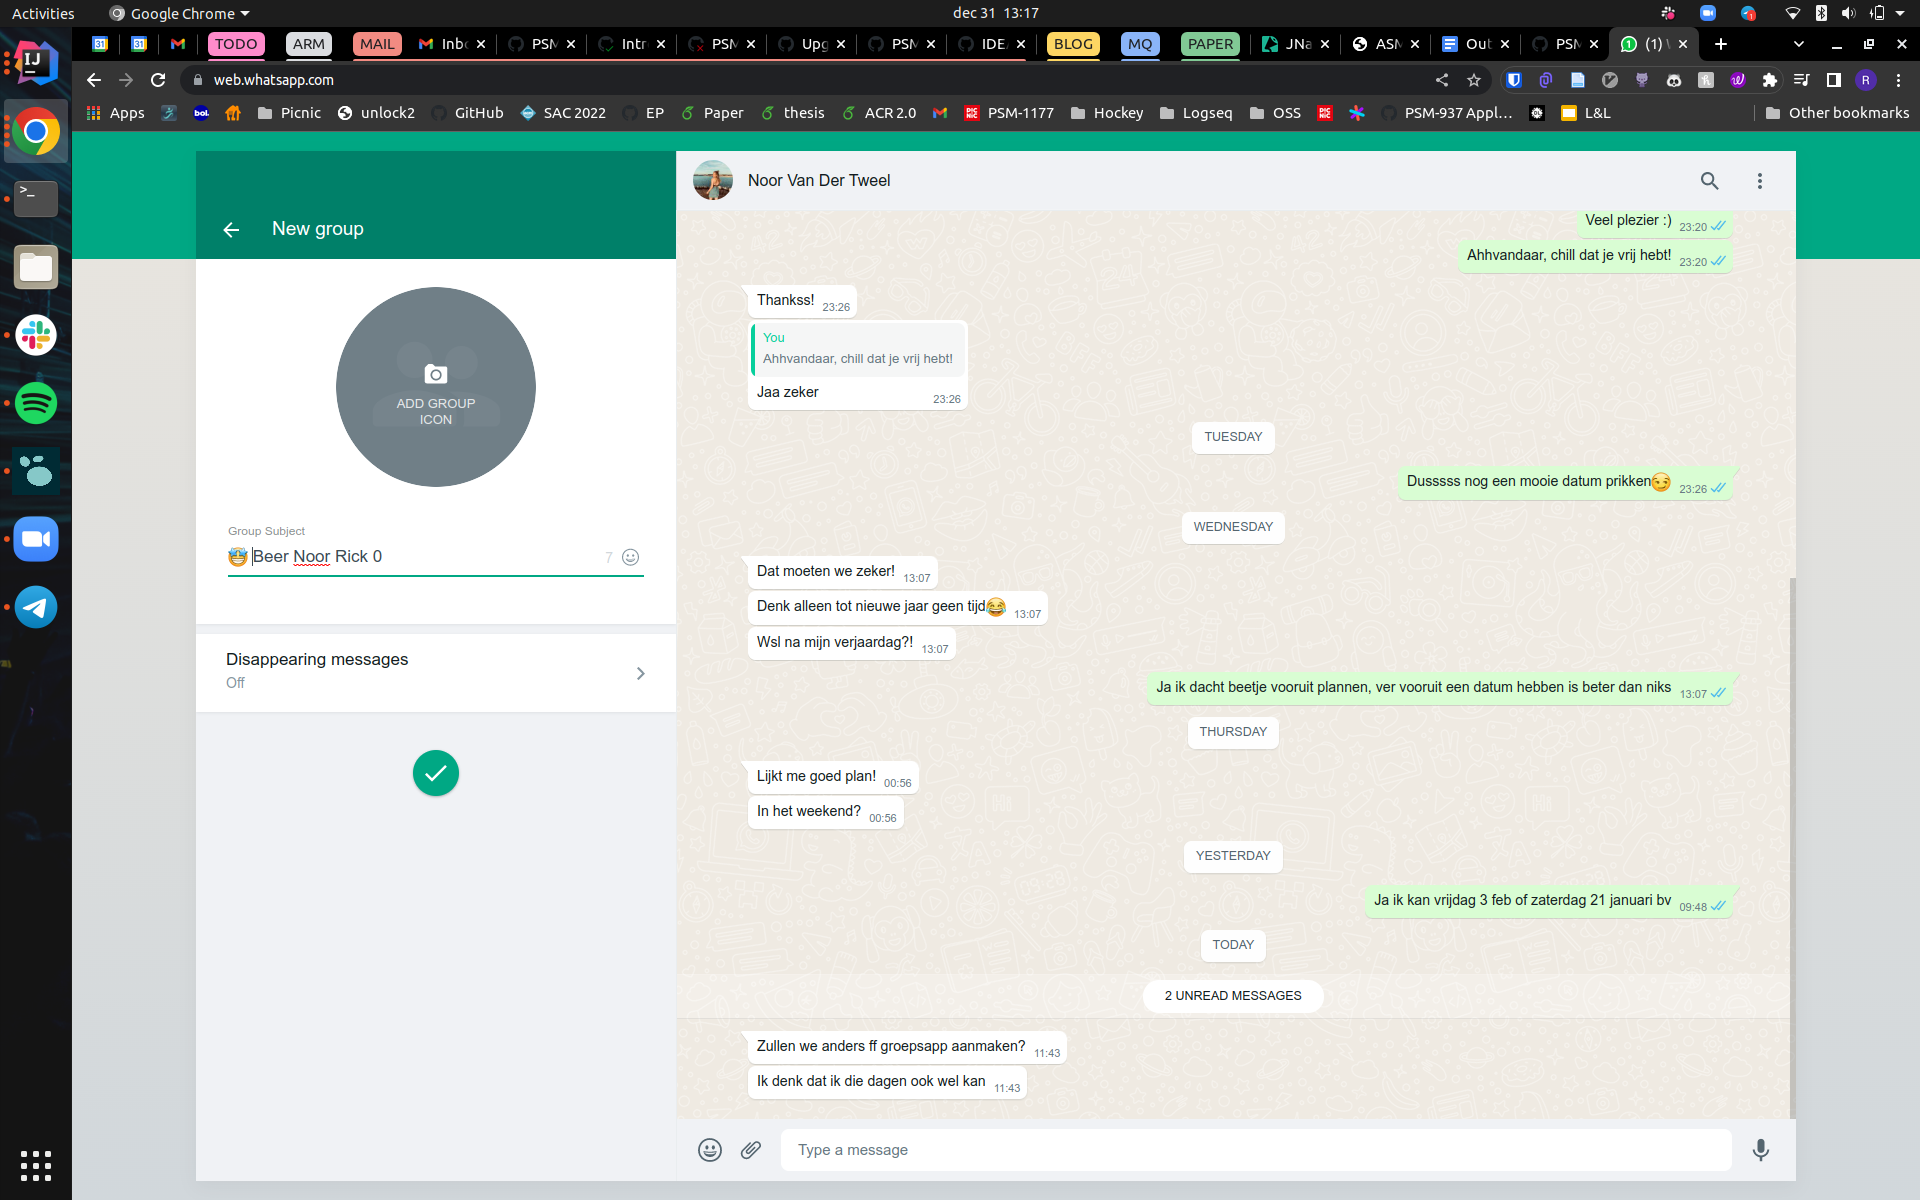 Activities
Google Chrome
dec 31 13:17
TODO
ARM
MAIL
Inbo
PSM
Intr
PSM
Upg
PSM
IDEA
BLOG
MQ
PAPER
JNa
ASM
Out
PSM
(1)
web.whatsapp.com
Apps
bol.
Picnic
unlock2
GitHub
SAC 2022
EP
Paper
thesis
ACR 2.0
PSM-1177
Hockey
Logseq
OSS
PSM-937 Appl...
L&L
Other bookmarks
New group
ADD GROUP
ICON
Group Subject
🤩 Beer Noor Rick 0
7
Disappearing messages
Off
Noor Van Der Tweel
Veel plezier :) 23:20
Ahhvandaar, chill dat je vrij hebt! 23:20
Thankss! 23:26
You
Ahhvandaar, chill dat je vrij hebt!
Jaa zeker 23:26
TUESDAY
Dusssss nog een mooie datum prikken😏 23:26
WEDNESDAY
Dat moeten we zeker! 13:07
Denk alleen tot nieuwe jaar geen tijd😂 13:07
Wsl na mijn verjaardag?! 13:07
Ja ik dacht beetje vooruit plannen, ver vooruit een datum hebben is beter dan niks 13:07
THURSDAY
Lijkt me goed plan! 00:56
In het weekend? 00:56
YESTERDAY
Ja ik kan vrijdag 3 feb of zaterdag 21 januari bv 09:48
TODAY
2 UNREAD MESSAGES
Zullen we anders ff groepsapp aanmaken? 11:43
Ik denk dat ik die dagen ook wel kan 11:43
Type a message